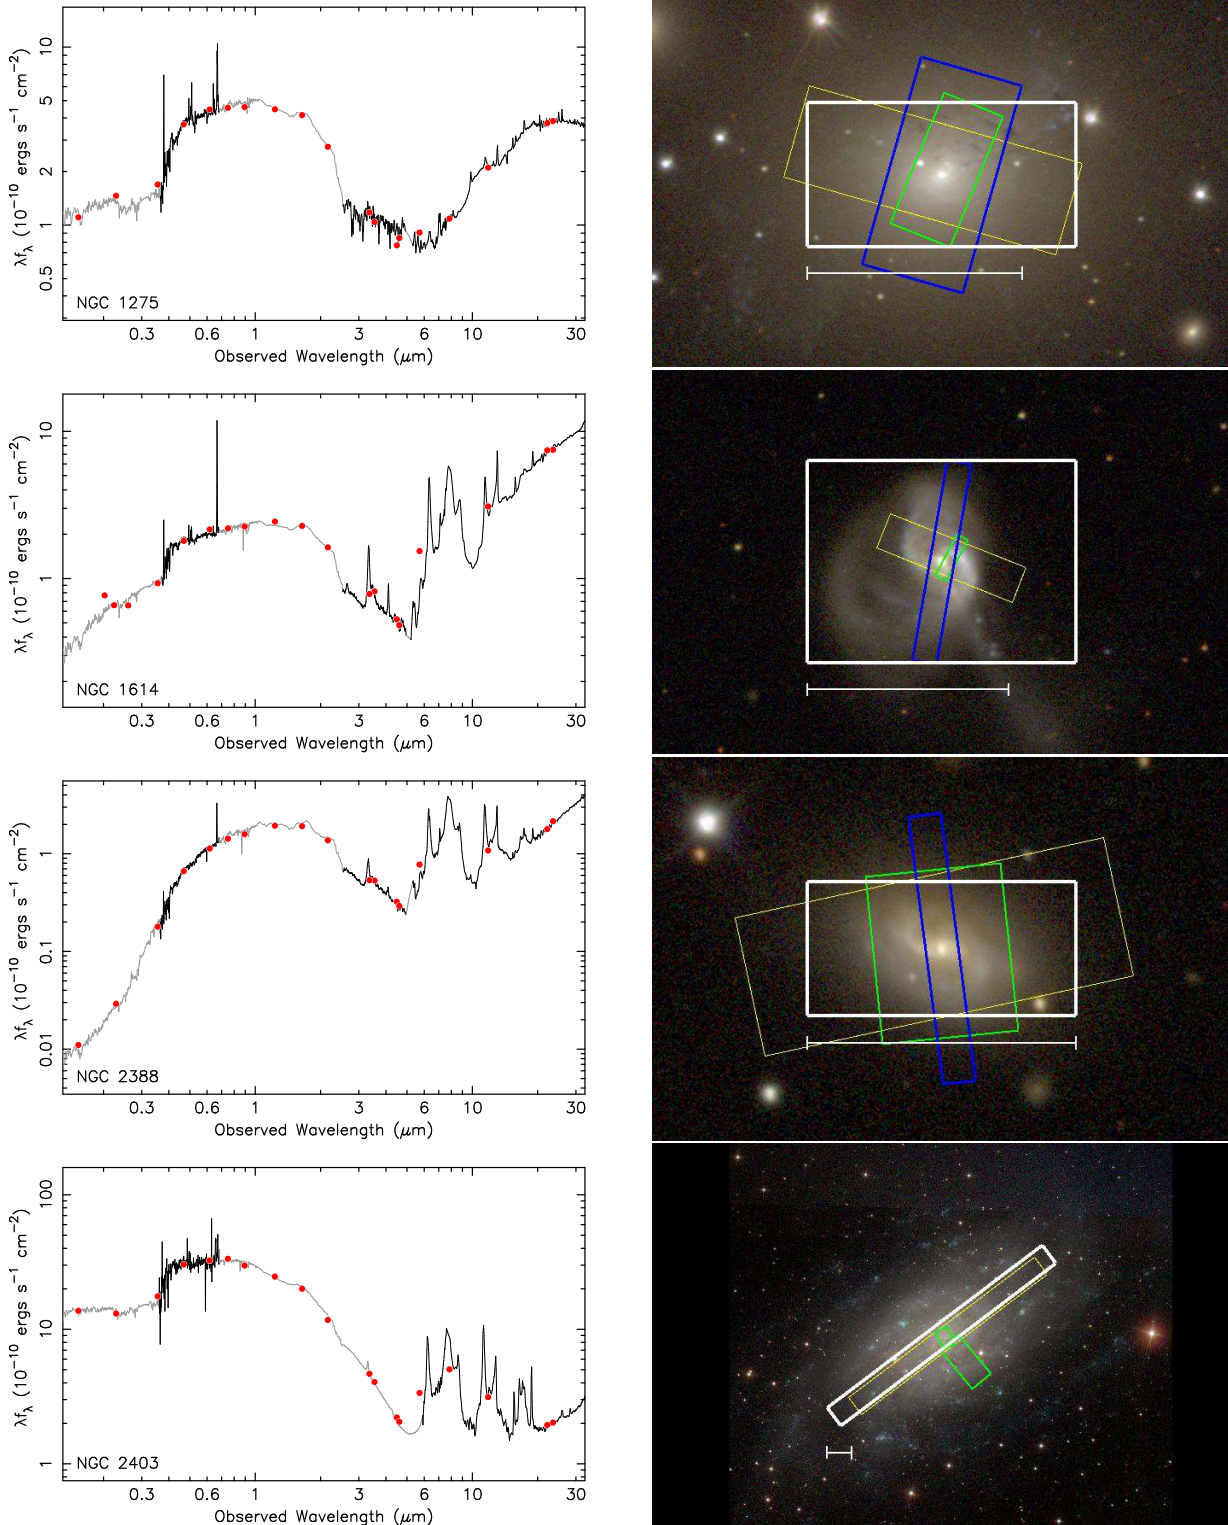 10
5
2
1
0.5
λf_λ (10⁻¹⁰ ergs s⁻¹ cm⁻²)
NGC 1275
0.3 0.6 1 3 6 10 30
Observed Wavelength (μm)
10
1
λf_λ (10⁻¹⁰ ergs s⁻¹ cm⁻²)
NGC 1614
0.3 0.6 1 3 6 10 30
Observed Wavelength (μm)
1
0.1
0.01
λf_λ (10⁻¹⁰ ergs s⁻¹ cm⁻²)
NGC 2388
0.3 0.6 1 3 6 10 30
Observed Wavelength (μm)
100
10
1
λf_λ (10⁻¹⁰ ergs s⁻¹ cm⁻²)
NGC 2403
0.3 0.6 1 3 6 10 30
Observed Wavelength (μm)